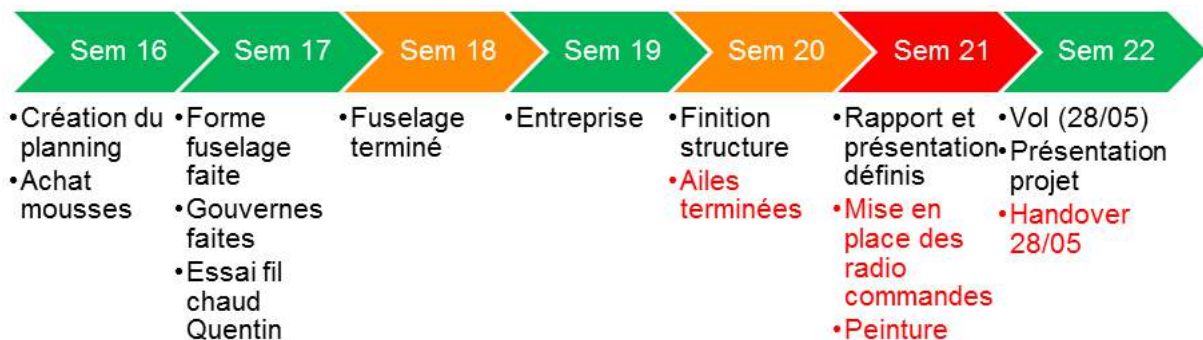 Sem 16
Sem 17
Sem 18
Sem 19
Sem 20
Sem 21
Sem 22
•Création du
planning
•Achat
mousses
•Forme
fuselage
faite
•Gouvernes
faites
•Essai fil
chaud
Quentin
•Fuselage
terminé
•Entreprise
•Finition
structure
•Ailes
terminées
•Rapport et
présentation
définis
•Mise en
place des
radio
commandes
•Peinture
•Vol (28/05)
•Présentation
projet
•Handover
28/05